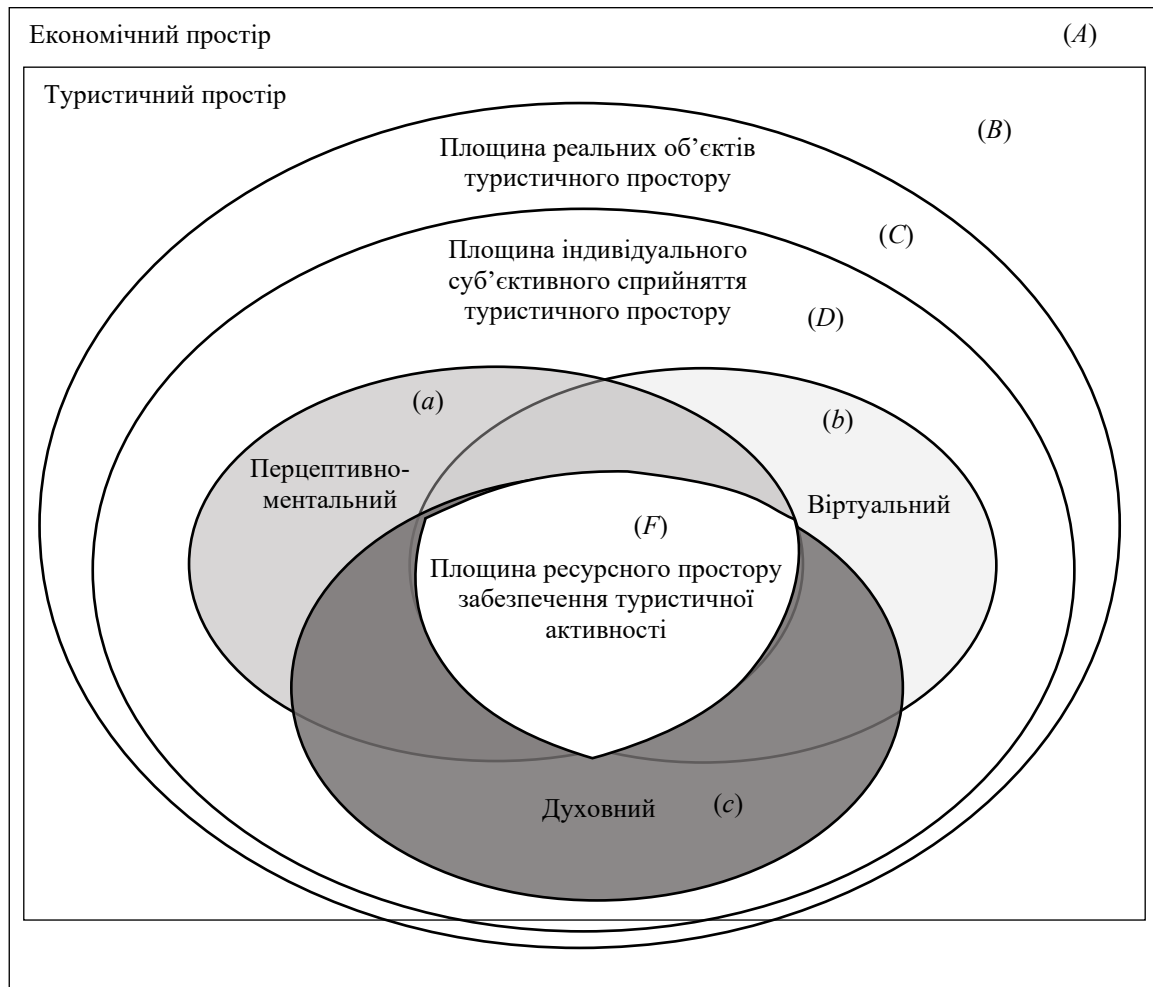 Економічний простір (A)
Туристичний простір
(B)
Площина реальних об’єктів
туристичного простору
(C)
Площина індивідуального
суб’єктивного сприйняття
туристичного простору
(D)
(a)
(b)
Перцептивно-
ментальний
Віртуальний
(F)
Площина ресурсного простору
забезпечення туристичної
активності
Духовний (c)